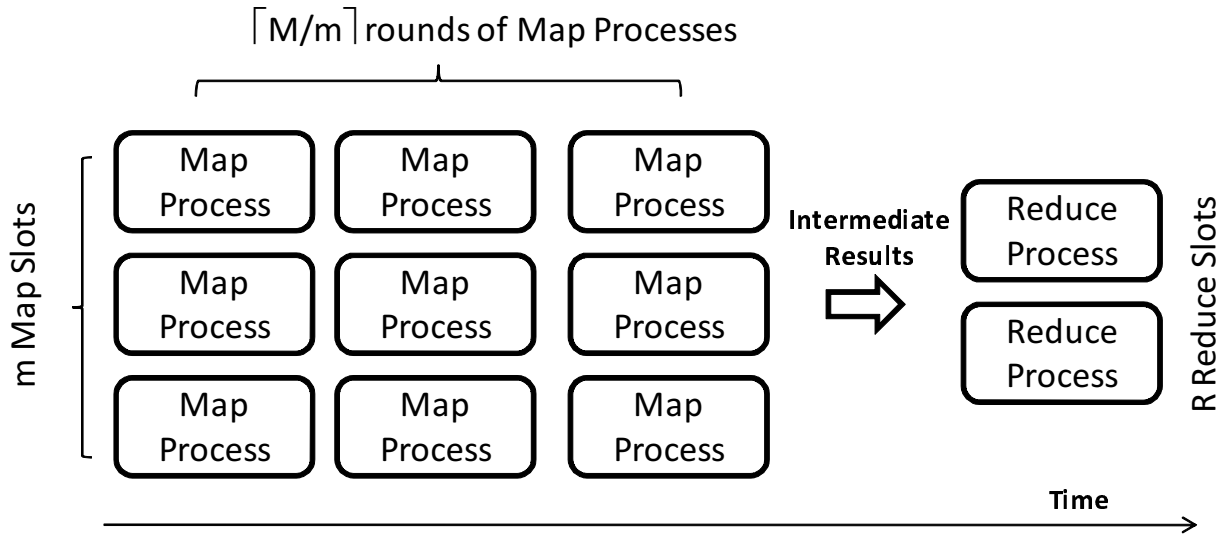 ⌈M/m⌉ rounds of Map Processes
m Map Slots
Map
Process
Map
Process
Map
Process
Map
Process
Map
Process
Map
Process
Map
Process
Map
Process
Map
Process
Intermediate
Results
Reduce
Process
Reduce
Process
R Reduce Slots
Time